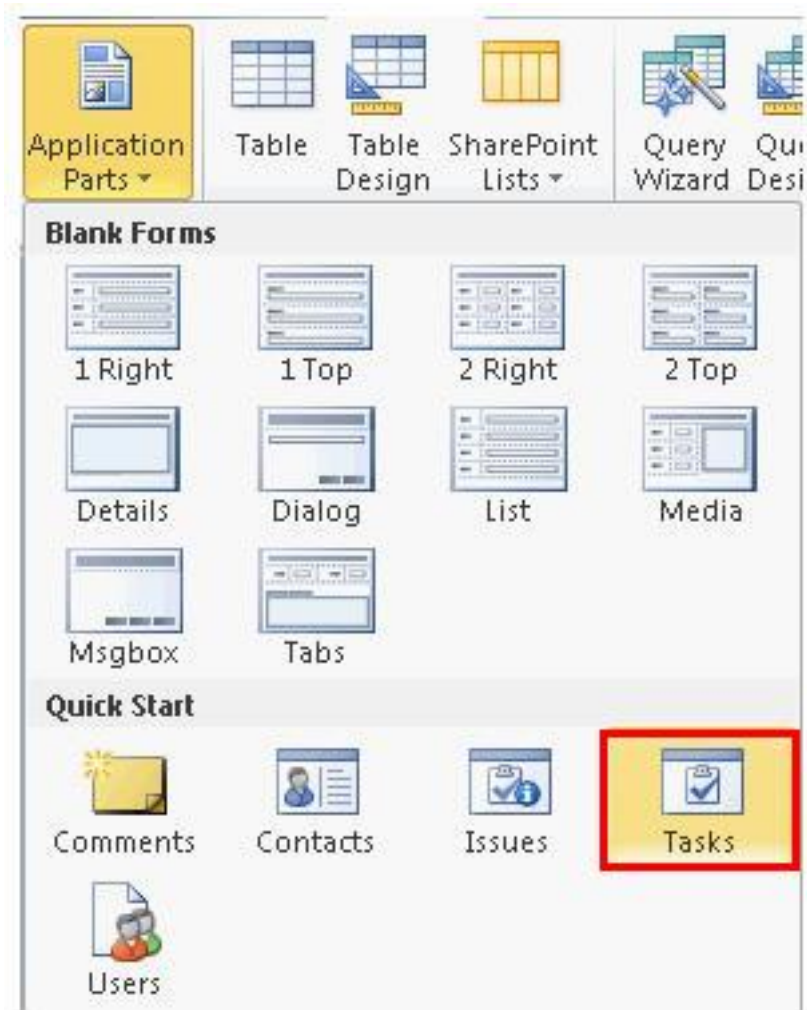 Application Parts
Table
Table Design
SharePoint Lists
Query Wizard
Blank Forms
1 Right
1 Top
2 Right
2 Top
Details
Dialog
List
Media
Msgbox
Tabs
Quick Start
Comments
Contacts
Issues
Tasks
Users